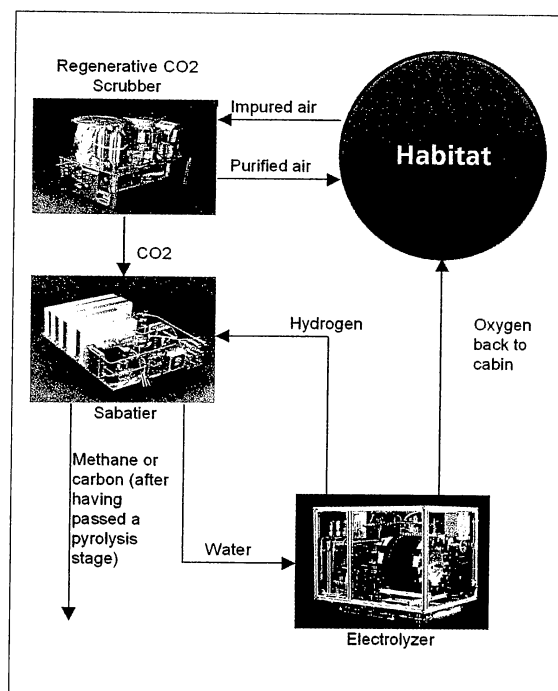 Regenerative CO2
Scrubber
Impured air
Habitat
Purified air
CO2
Hydrogen
Oxygen
back to
cabin
Sabatier
Methane or
carbon (after
having
passed a
pyrolysis
stage)
Water
Electrolyzer